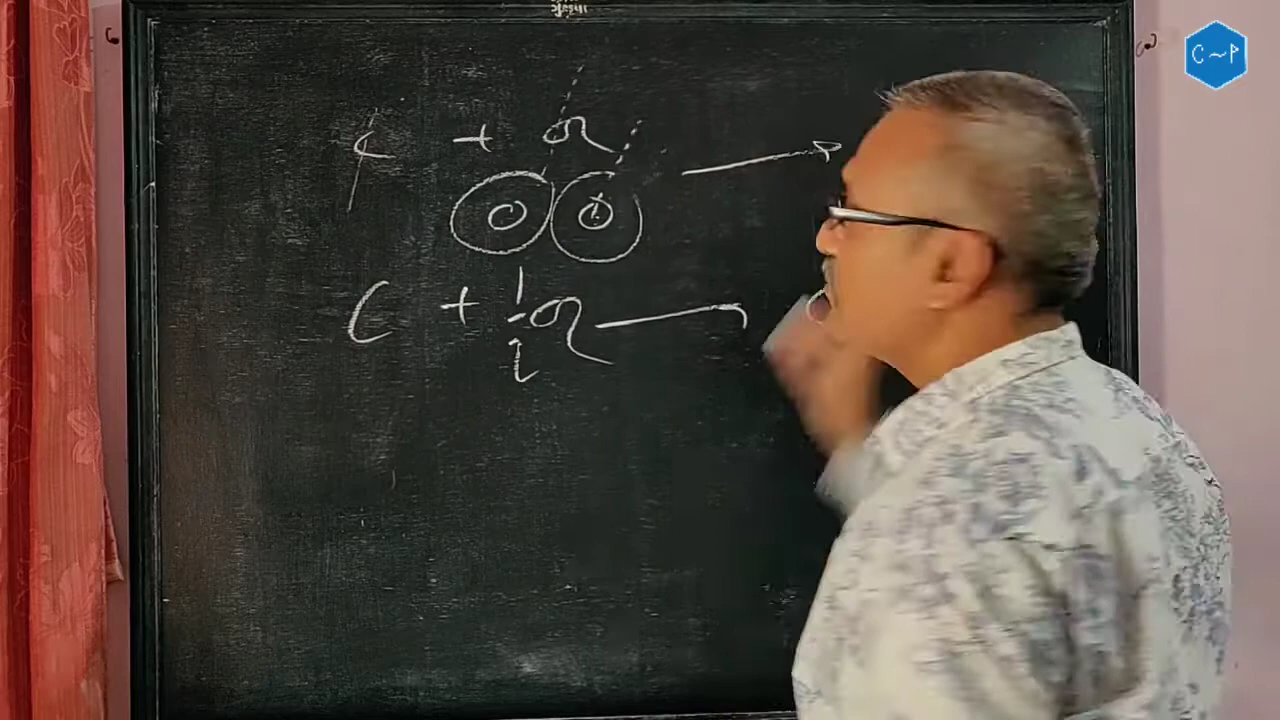 C~P
C + O2 →
C + 1/2 O2 →